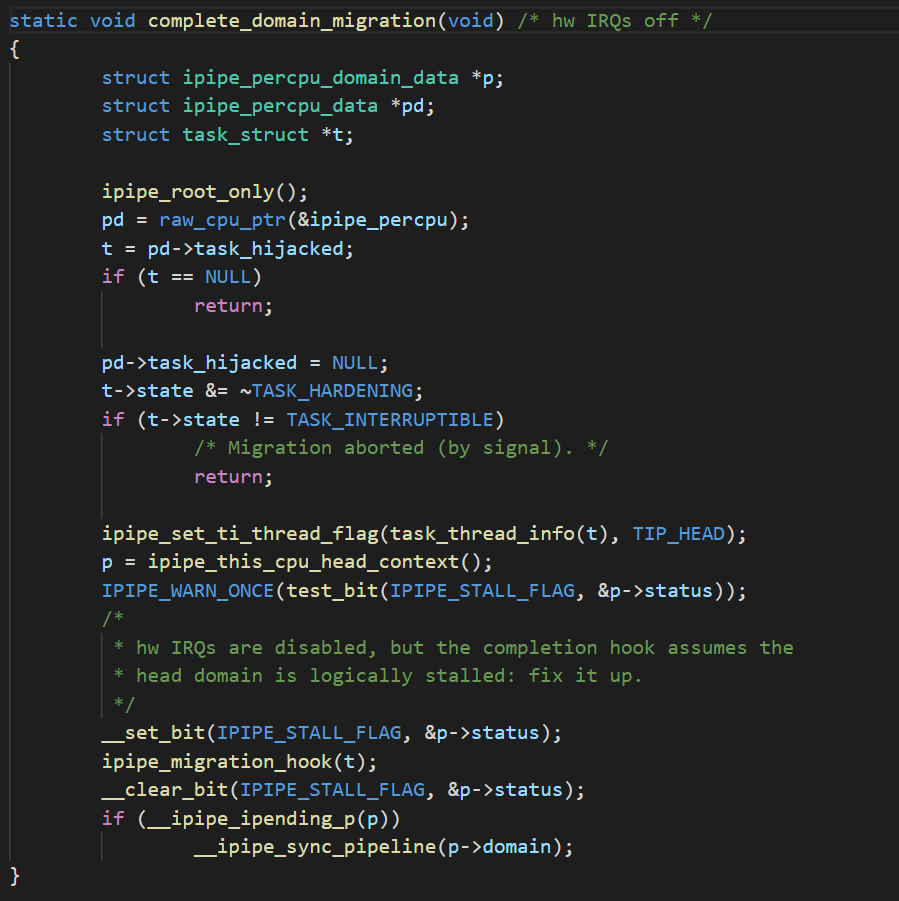 static void complete_domain_migration(void) /* hw IRQs off */
{
struct ipipe_percpu_domain_data *p;
struct ipipe_percpu_data *pd;
struct task_struct *t;
ipipe_root_only();
pd = raw_cpu_ptr(&ipipe_percpu);
t = pd->task_hijacked;
if (t == NULL)
return;
pd->task_hijacked = NULL;
t->state &= ~TASK_HARDENING;
if (t->state != TASK_INTERRUPTIBLE)
/* Migration aborted (by signal). */
return;
ipipe_set_ti_thread_flag(task_thread_info(t), TIP_HEAD);
p = ipipe_this_cpu_head_context();
IPIPE_WARN_ONCE(test_bit(IPIPE_STALL_FLAG, &p->status));
/*
* hw IRQs are disabled, but the completion hook assumes the
* head domain is logically stalled: fix it up.
*/
__set_bit(IPIPE_STALL_FLAG, &p->status);
ipipe_migration_hook(t);
__clear_bit(IPIPE_STALL_FLAG, &p->status);
if (__ipipe_ipending_p(p))
__ipipe_sync_pipeline(p->domain);
}